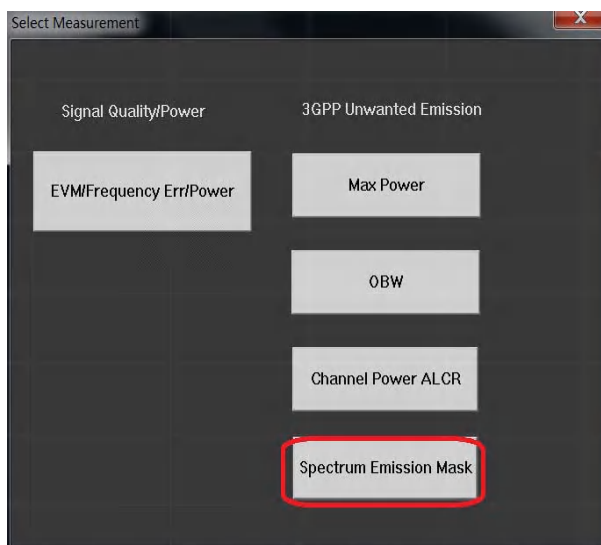 Select Measurement
X
Signal Quality/Power
3GPP Unwanted Emission
EVM/Frequency Err/Power
Max Power
OBW
Channel Power ALCR
Spectrum Emission Mask